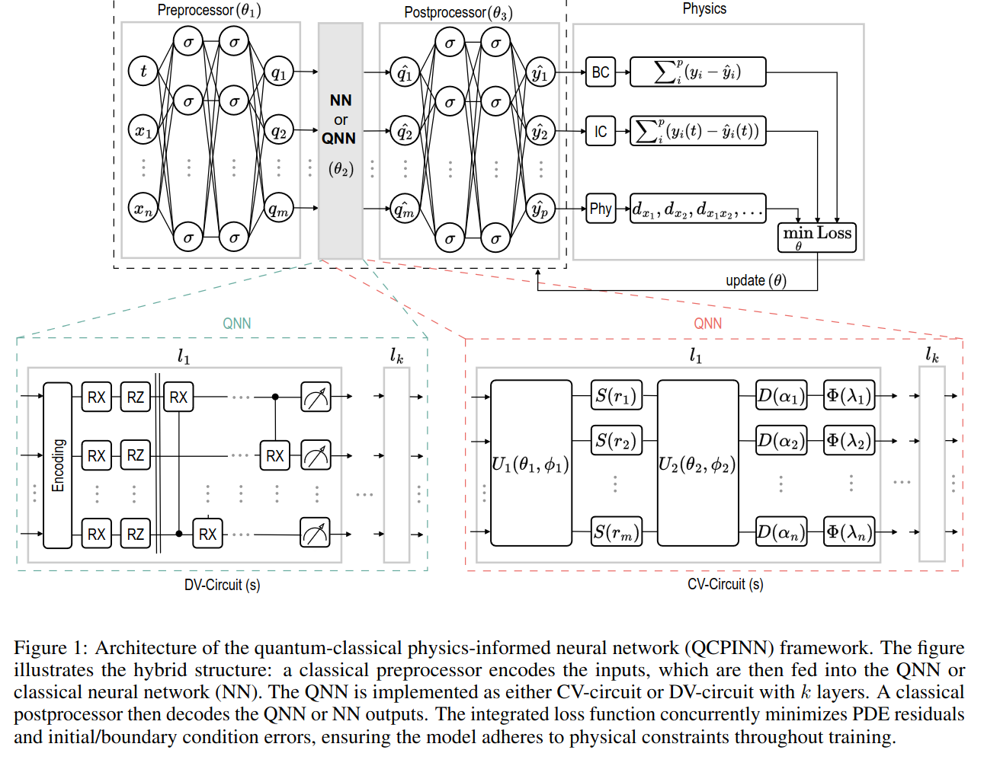 Preprocessor(θ₁)
Postprocessor(θ₃)
Physics
t
x₁
xₙ
σ σ
σ σ
σ σ
q₁
q₂
qₘ
NN
or
QNN
(θ₂)
q̂₁
q̂₂
q̂ₘ
σ σ
σ σ
σ σ
ŷ₁
ŷ₂
ŷₚ
BC
∑ᵢᵖ(yᵢ − ŷᵢ)
IC
∑ᵢᵖ(yᵢ(t) − ŷᵢ(t))
Phy
dₓ₁, dₓ₂, dₓ₁ₓ₂, ...
min Loss
θ
update (θ)
QNN
l₁
lₖ
Encoding
RX RZ RX ...
RX RZ ... RX
RX RZ RX ...
...
DV-Circuit (s)
QNN
l₁
lₖ
U₁(θ₁, ϕ₁)
S(r₁)
S(r₂)
S(rₘ)
U₂(θ₂, ϕ₂)
D(α₁) Φ(λ₁)
D(α₂) Φ(λ₂)
D(αₙ) Φ(λₙ)
...
CV-Circuit (s)
Figure 1: Architecture of the quantum-classical physics-informed neural network (QCPINN) framework. The figure
illustrates the hybrid structure: a classical preprocessor encodes the inputs, which are then fed into the QNN or
classical neural network (NN). The QNN is implemented as either CV-circuit or DV-circuit with k layers. A classical
postprocessor then decodes the QNN or NN outputs. The integrated loss function concurrently minimizes PDE residuals
and initial/boundary condition errors, ensuring the model adheres to physical constraints throughout training.